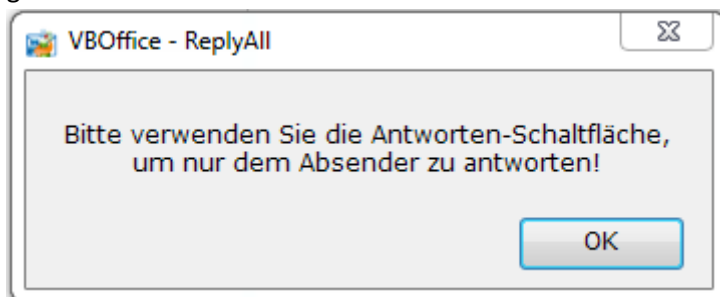 VBOffice - ReplyAll
Bitte verwenden Sie die Antworten-Schaltfläche,
um nur dem Absender zu antworten!
OK